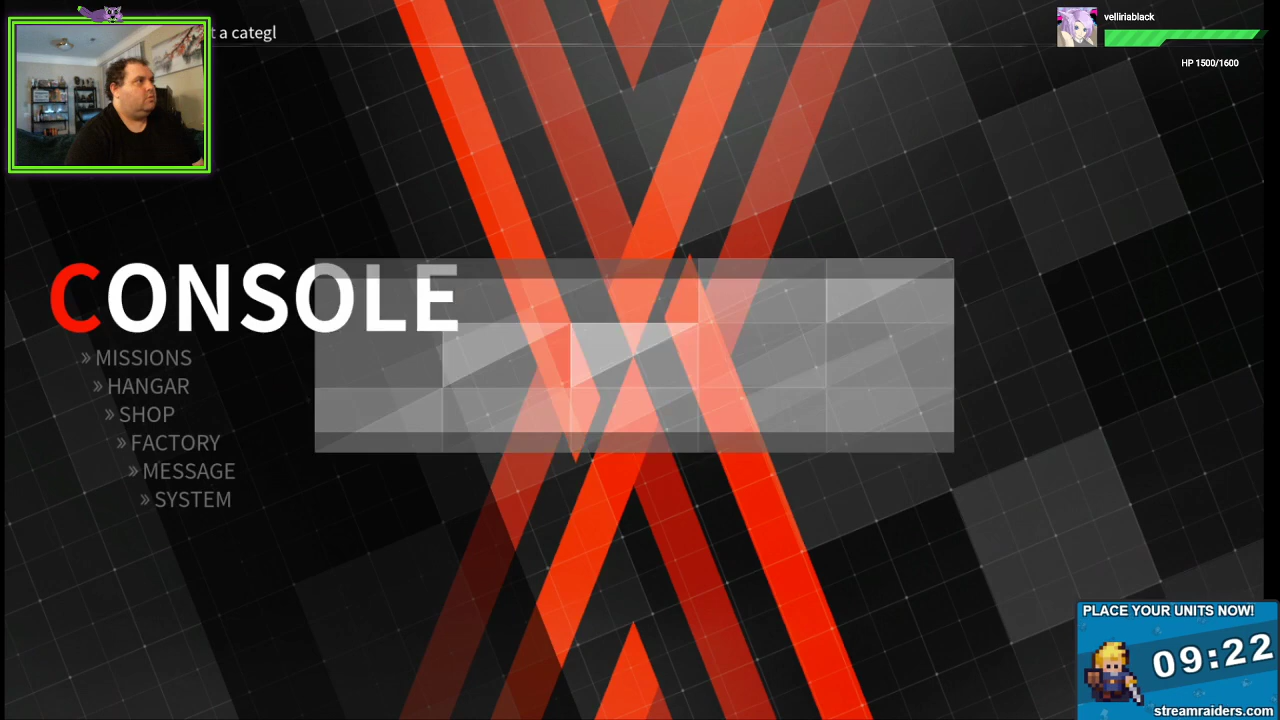 t a categl
velliriablack
HP 1500/1600
CONSOLE
» MISSIONS
» HANGAR
» SHOP
» FACTORY
» MESSAGE
» SYSTEM
PLACE YOUR UNITS NOW!
09:22
streamraiders.com